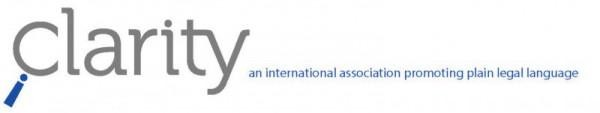 clarity
an international association promoting plain legal language